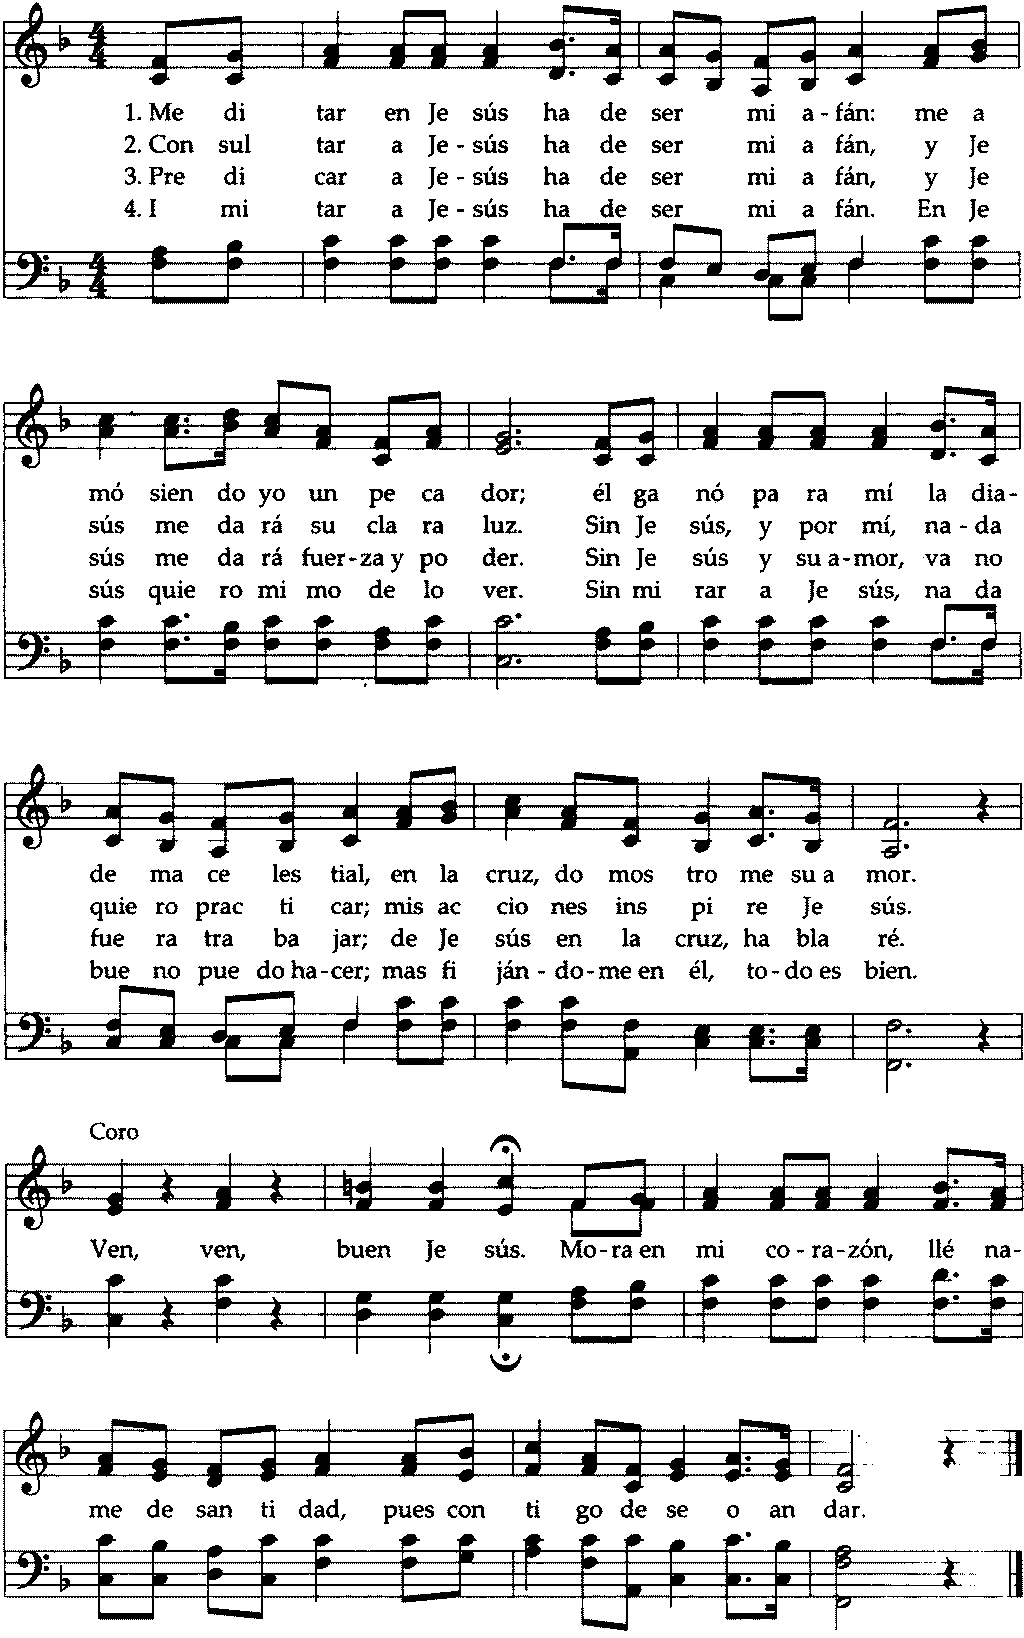 1. Me di tar en Je sús ha de ser mi a-fán: me a
2. Con sul tar a Je-sús ha de ser mi a fán, y Je
3. Pre di car a Je-sús ha de ser mi a fán, y Je
4. I mi tar a Je-sús ha de ser mi a fán. En Je
mó sien do yo un pe ca dor; él ga nó pa ra mí la dia-
sús me da rá su cla ra luz. Sin Je sús, y por mí, na-da
sús me da rá fuer-za y po der. Sin Je sús y su a-mor, va no
sús quie ro mi mo de lo ver. Sin mi rar a Je sús, na da
de ma ce les tial, en la cruz, do mos tro me su a mor.
quie ro prac ti car; mis ac cio nes ins pi re Je sús.
fue ra tra ba jar; de Je sús en la cruz, ha bla ré.
bue no pue do ha-cer; mas fi ján-do-me en él, to-do es bien.
Coro
Ven, ven, buen Je sús. Mo-ra en mi co-ra-zón, llé na-
me de san ti dad, pues con ti go de se o an dar.